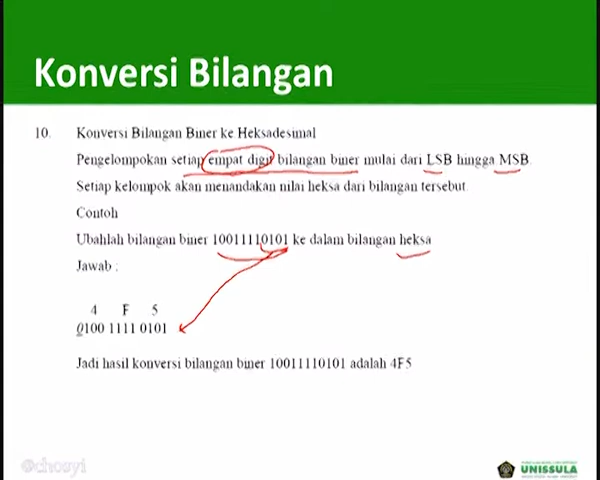 Konversi Bilangan
10. Konversi Bilangan Biner ke Heksadesimal
Pengelompokan setiap empat digit bilangan biner mulai dari LSB hingga MSB.
Setiap kelompok akan menandakan nilai heksa dari bilangan tersebut.
Contoh
Ubahlah bilangan biner 10011110101 ke dalam bilangan heksa
Jawab :
4 F 5
0100 1111 0101
Jadi hasil konversi bilangan biner 10011110101 adalah 4F5
@chosyi
UNISSULA